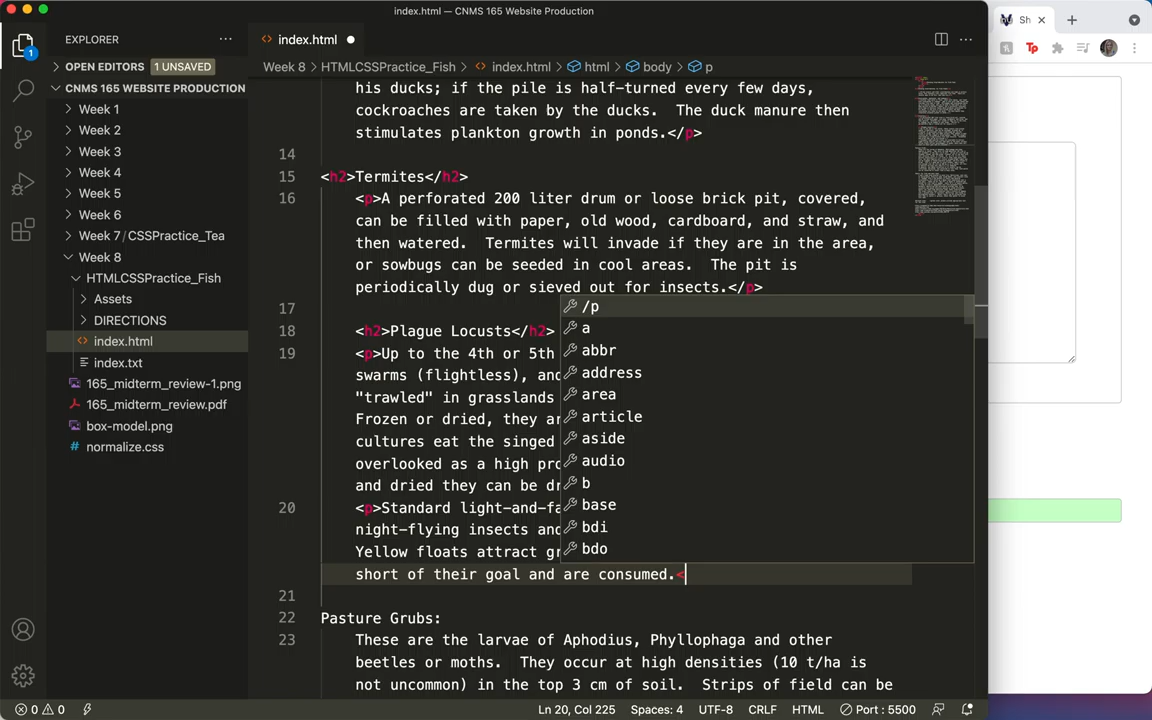 index.html — CNMS 165 Website Production
Sh
EXPLORER
index.html
OPEN EDITORS 1 UNSAVED
Week 8 > HTMLCSSPractice_Fish > index.html > html > body > p
CNMS 165 WEBSITE PRODUCTION
Week 1
Week 2
Week 3
Week 4
Week 5
Week 6
Week 7 / CSSPractice_Tea
Week 8
HTMLCSSPractice_Fish
Assets
DIRECTIONS
index.html
index.txt
165_midterm_review-1.png
165_midterm_review.pdf
box-model.png
normalize.css
1
his ducks; if the pile is half-turned every few days,
cockroaches are taken by the ducks.  The duck manure then
stimulates plankton growth in ponds.</p>
14
15 <h2>Termites</h2>
16 <p>A perforated 200 liter drum or loose brick pit, covered,
can be filled with paper, old wood, cardboard, and straw, and
then watered.  Termites will invade if they are in the area,
or sowbugs can be seeded in cool areas.  The pit is
periodically dug or sieved out for insects.</p>
17
18 <h2>Plague Locusts</h2>
19 <p>Up to the 4th or 5th
swarms (flightless), and
"trawled" in grasslands
Frozen or dried, they ar
cultures eat the singed
overlooked as a high pro
and dried they can be dr
20 <p>Standard light-and-fa
night-flying insects and
Yellow floats attract gr
short of their goal and are consumed.<
21
22 Pasture Grubs:
23 These are the larvae of Aphodius, Phyllophaga and other
beetles or moths.  They occur at high densities (10 t/ha is
not uncommon) in the top 3 cm of soil.  Strips of field can be
/p
a
abbr
address
area
article
aside
audio
b
base
bdi
bdo
Tp
0 0 Ln 20, Col 225 Spaces: 4 UTF-8 CRLF HTML Port : 5500